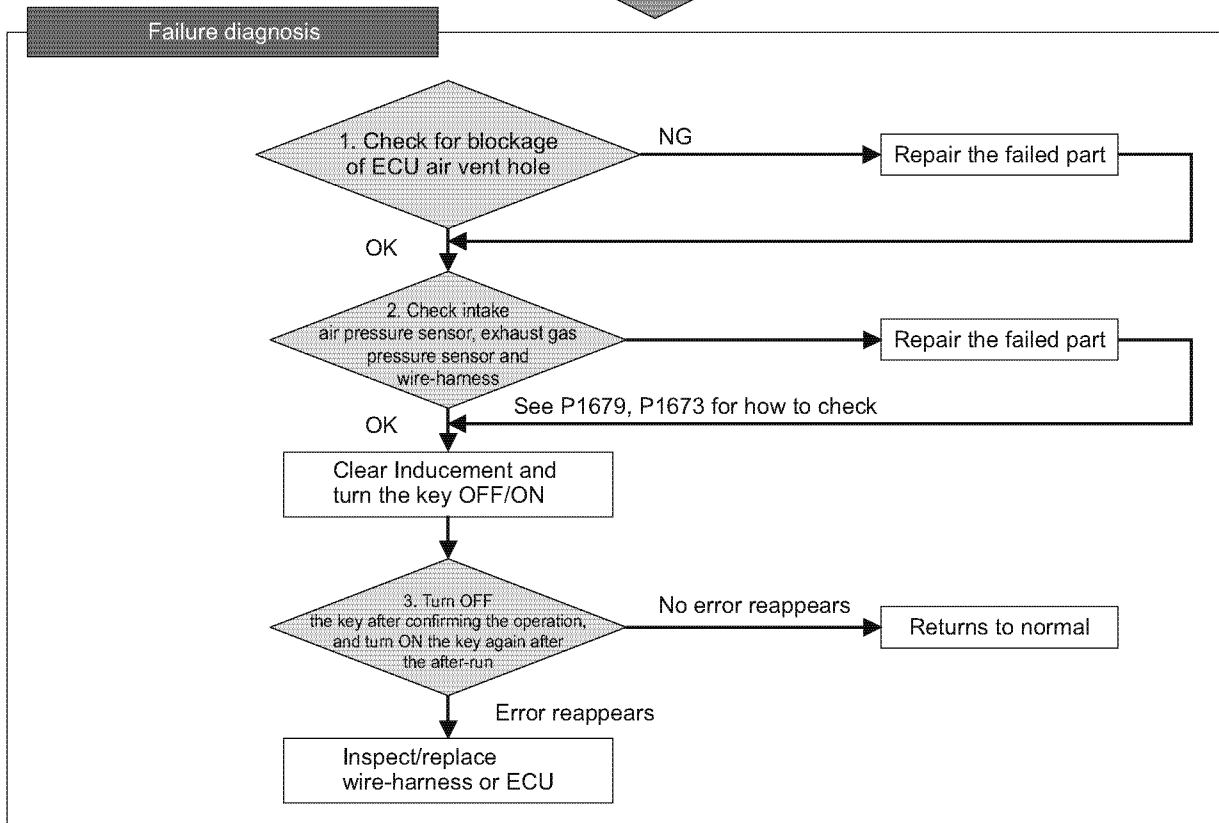 Failure diagnosis
1. Check for blockage
of ECU air vent hole
NG
Repair the failed part
OK
2. Check intake
air pressure sensor, exhaust gas
pressure sensor and
wire-harness
Repair the failed part
See P1679, P1673 for how to check
OK
Clear Inducement and
turn the key OFF/ON
3. Turn OFF
the key after confirming the operation,
and turn ON the key again after
the after-run
No error reappears
Returns to normal
Error reappears
Inspect/replace
wire-harness or ECU